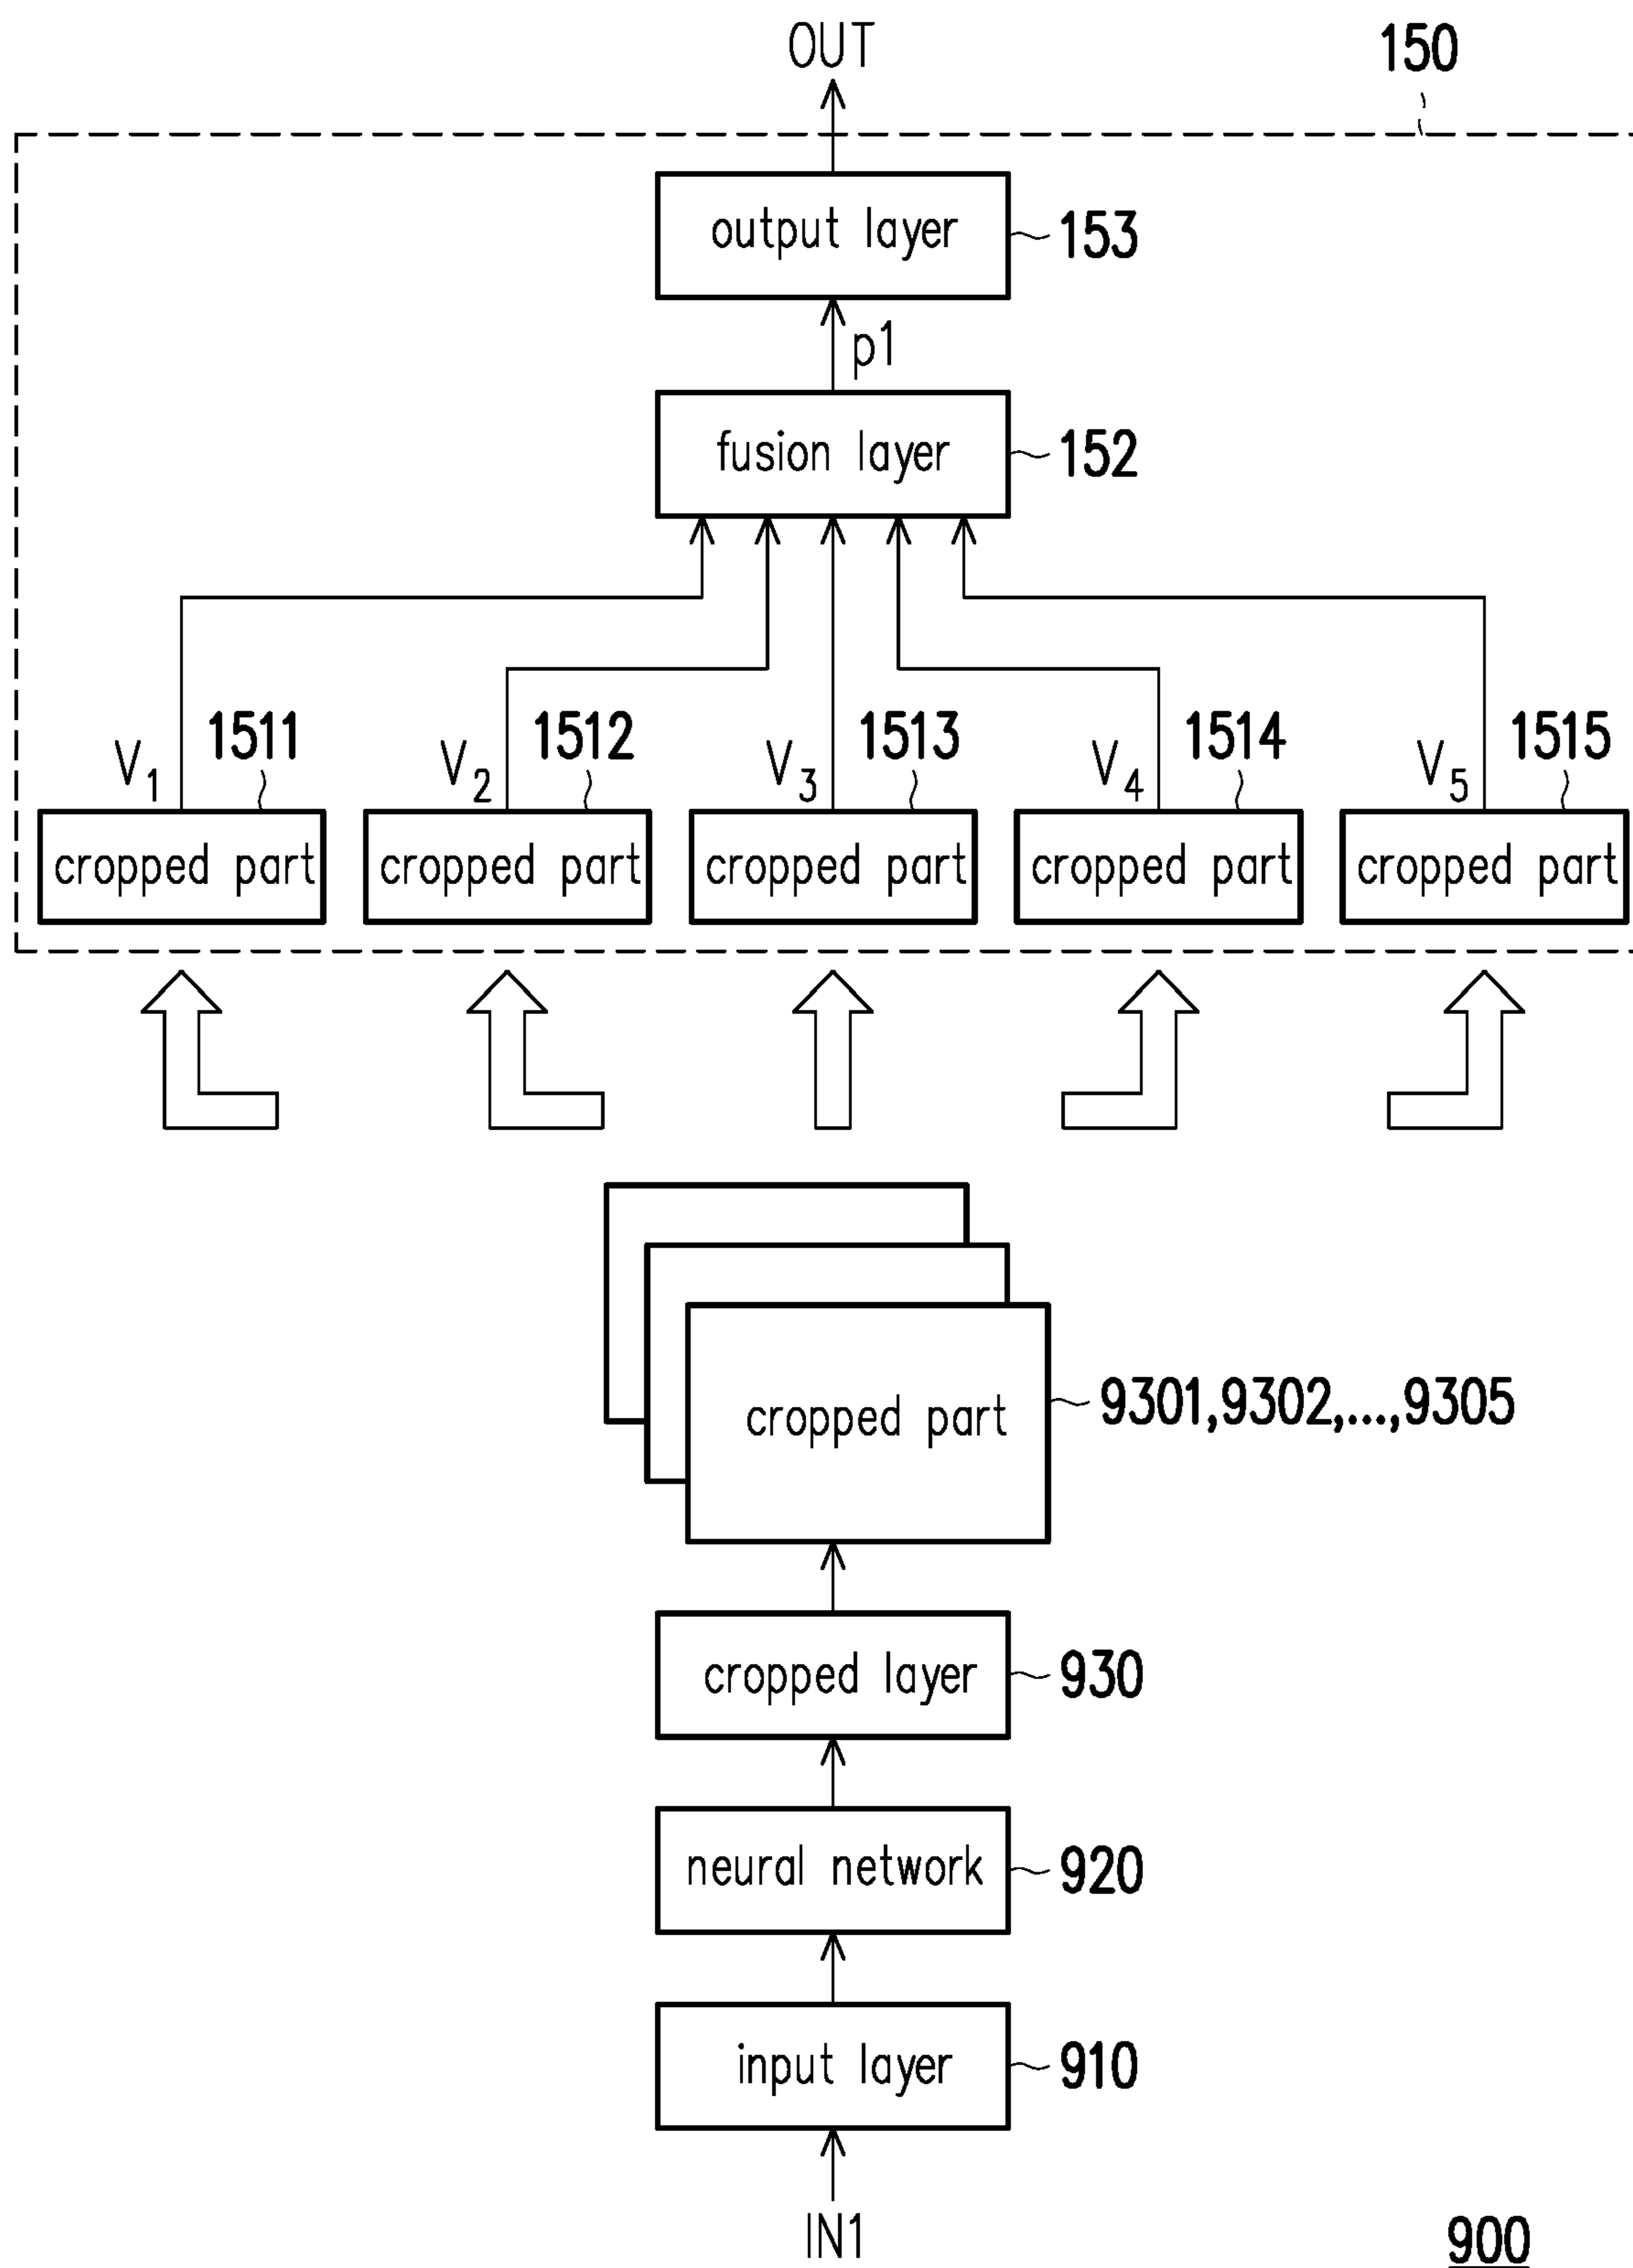 OUT
150
output layer
153
p1
fusion layer
152
V1 1511 V2 1512 V3 1513 V4 1514 V5 1515
cropped part cropped part cropped part cropped part cropped part
cropped part
9301,9302,...,9305
cropped layer
930
neural network
920
input layer
910
IN1
900